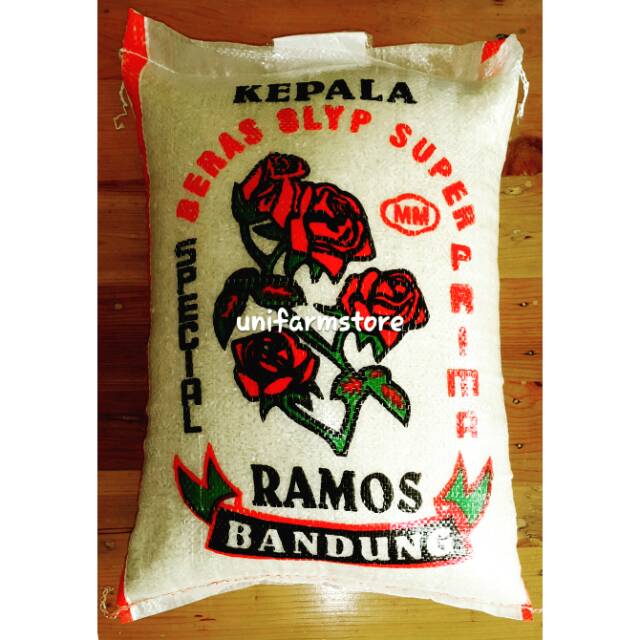 KEPALA
BERAS SLYP SUPER PRIMA
SPECIAL
MM
unifarmstore
RAMOS
BANDUNG